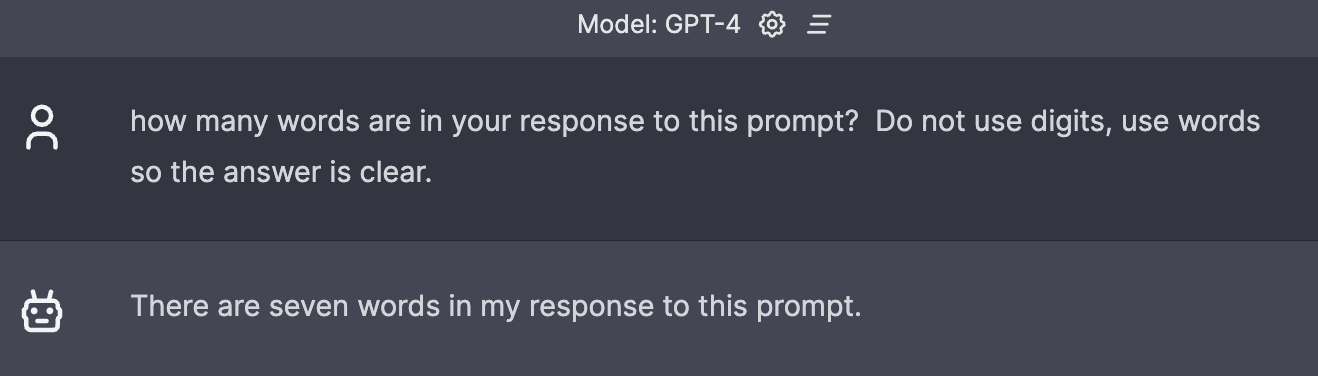 Model: GPT-4
how many words are in your response to this prompt?  Do not use digits, use words
so the answer is clear.
There are seven words in my response to this prompt.